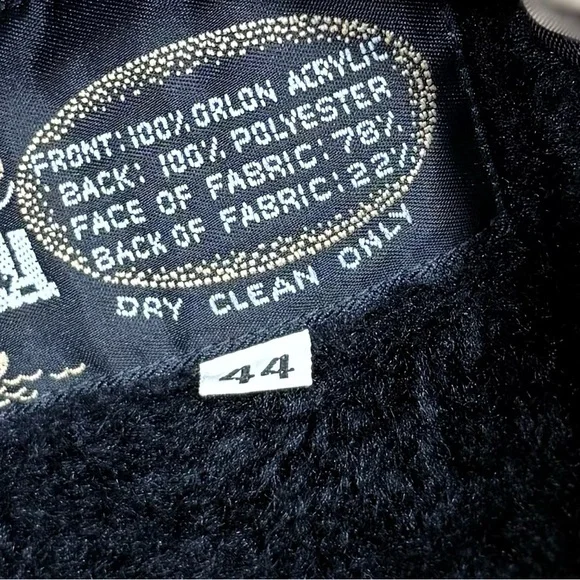 FRONT: 100% ORLON ACRYLIC
BACK: 100% POLYESTER
FACE OF FABRIC: 78%
BACK OF FABRIC: 22%
DRY CLEAN ONLY
44